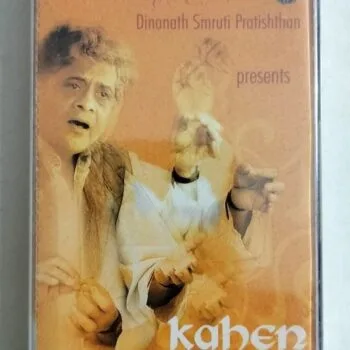 Dinanath Smruti Pratishthan
presents
kahen